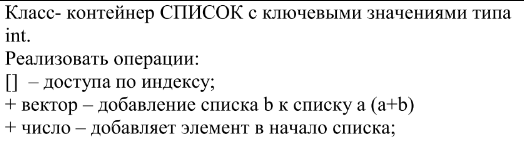 Класс- контейнер СПИСОК с ключевыми значениями типа
int.
Реализовать операции:
[] – доступа по индексу;
+ вектор – добавление списка b к списку a (a+b)
+ число – добавляет элемент в начало списка;